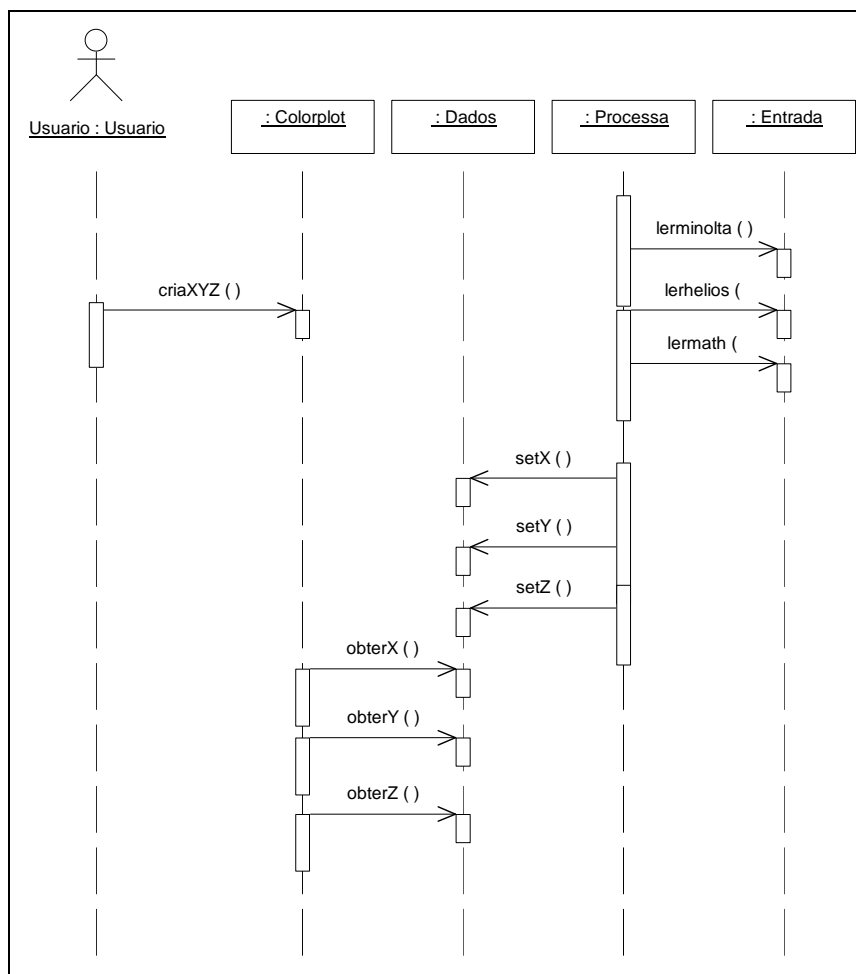 Usuario : Usuario
: Colorplot
: Dados
: Processa
: Entrada
lerminolta ( )
criaXYZ ( )
lerhelios (
lermath (
setX ( )
setY ( )
setZ ( )
obterX ( )
obterY ( )
obterZ ( )